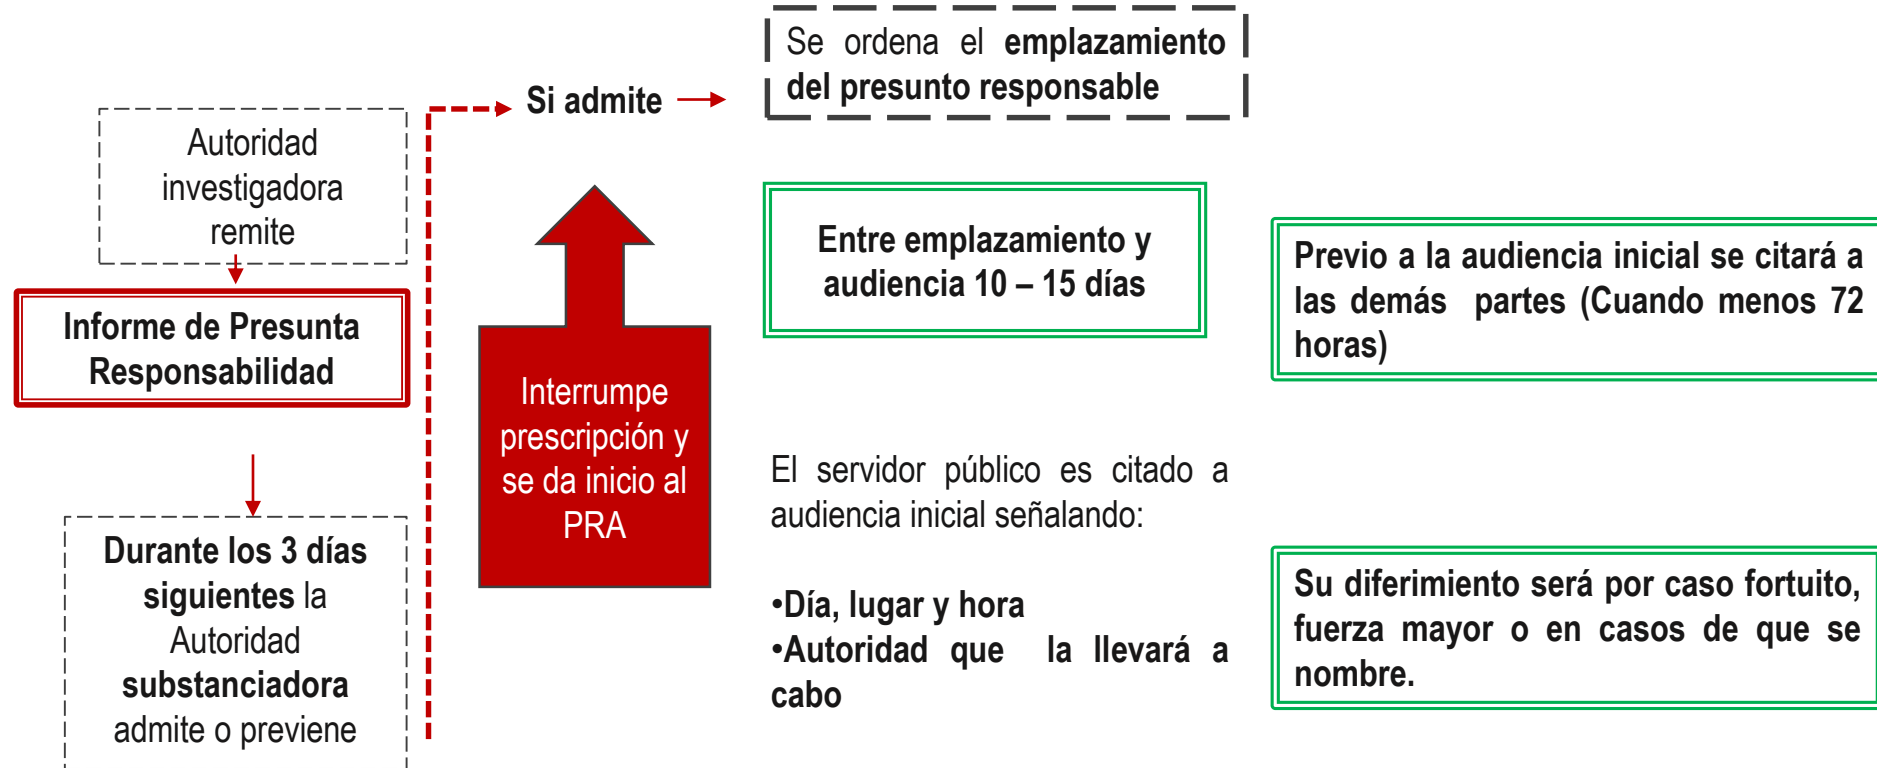 Autoridad
investigadora
remite
Informe de Presunta
Responsabilidad
Durante los 3 días
siguientes la
Autoridad
substanciadora
admite o previene
Si admite
Interrumpe
prescripción y
se da inicio al
PRA
Se ordena el emplazamiento
del presunto responsable
Entre emplazamiento y
audiencia 10 – 15 días
El servidor público es citado a
audiencia inicial señalando:
•Día, lugar y hora
•Autoridad que la llevará a
cabo
Previo a la audiencia inicial se citará a
las demás partes (Cuando menos 72
horas)
Su diferimiento será por caso fortuito,
fuerza mayor o en casos de que se
nombre.